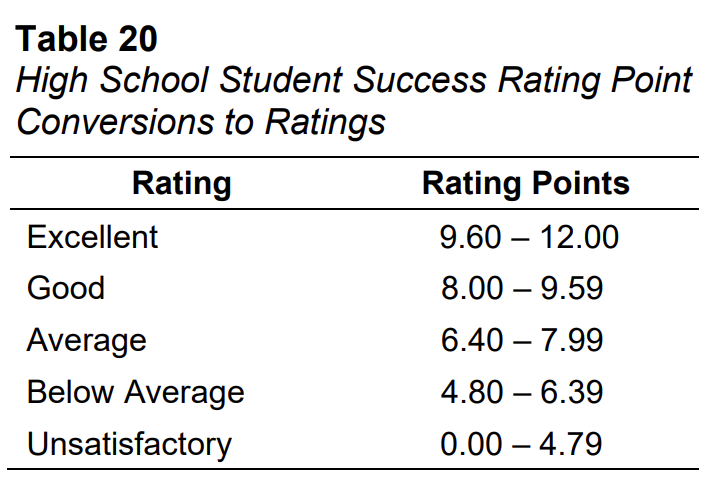 Table 20
High School Student Success Rating Point
Conversions to Ratings
Rating Rating Points
Excellent 9.60 – 12.00
Good 8.00 – 9.59
Average 6.40 – 7.99
Below Average 4.80 – 6.39
Unsatisfactory 0.00 – 4.79